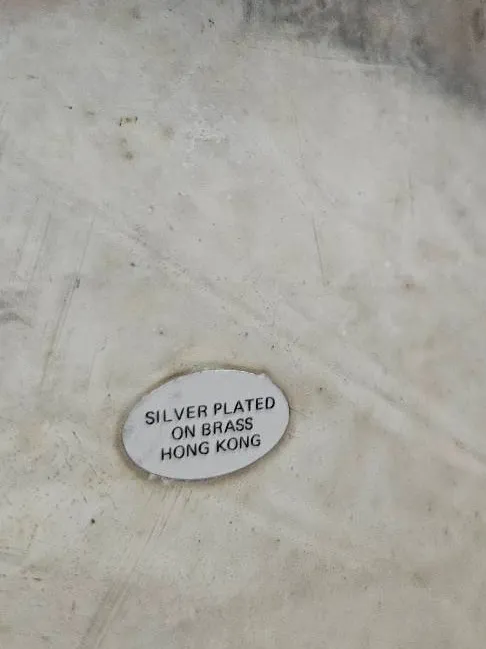 SILVER PLATED
ON BRASS
HONG KONG